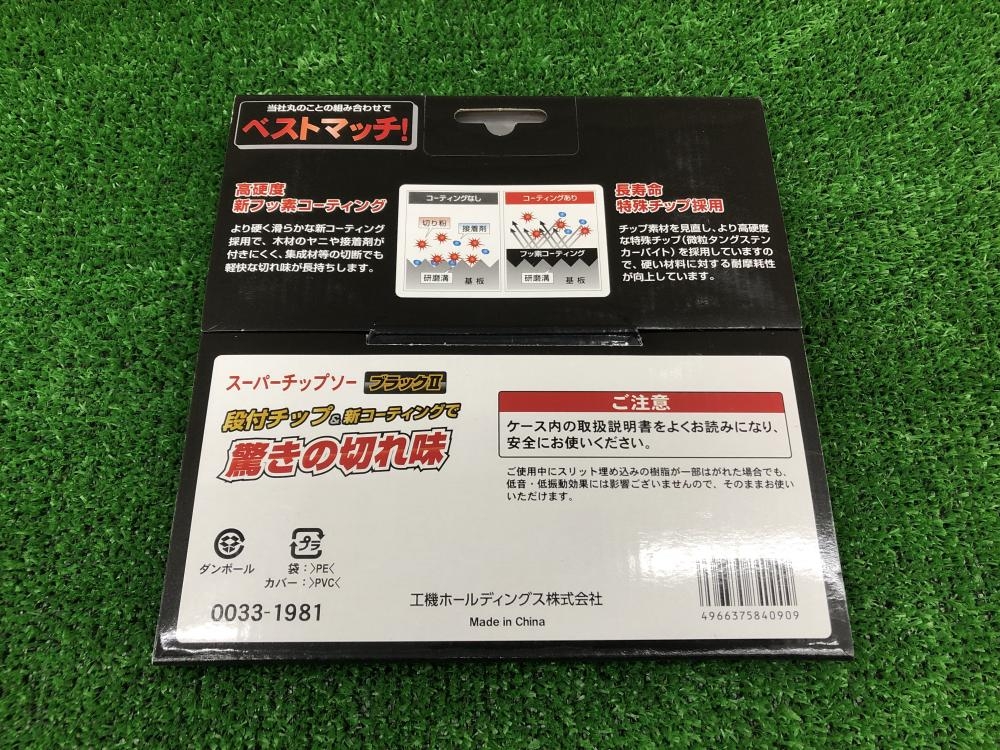 当社丸のことの組み合わせで
ベストマッチ!
高硬度
新フッ素コーティング
より硬く滑らかな新コーティング
採用で、木材のヤニや接着剤が
付きにくく、集成材等の切断でも
軽快な切れ味が長持ちします。
コーティングなし
切り粉
接着剤
研磨溝
基板
コーティングあり
フッ素コーティング
研磨溝
基板
長寿命
特殊チップ採用
チップ素材を見直し、より高硬度
な特殊チップ(微粒タングステン
カーバイト)を採用していますの
で、硬い材料に対する耐摩耗性
が向上しています。
スーパーチップソー ブラックII
段付チップ&新コーティングで
驚きの切れ味
ご注意
ケース内の取扱説明書をよくお読みになり、
安全にお使いください。
ご使用中にスリット埋め込みの樹脂が一部はがれた場合でも、
低音・低振動効果には影響ございませんので、そのままお使い
いただけます。
ダンボール
プラ
袋:>PE<
カバー:>PVC<
0033-1981
工機ホールディングス株式会社
Made in China
4966375840909